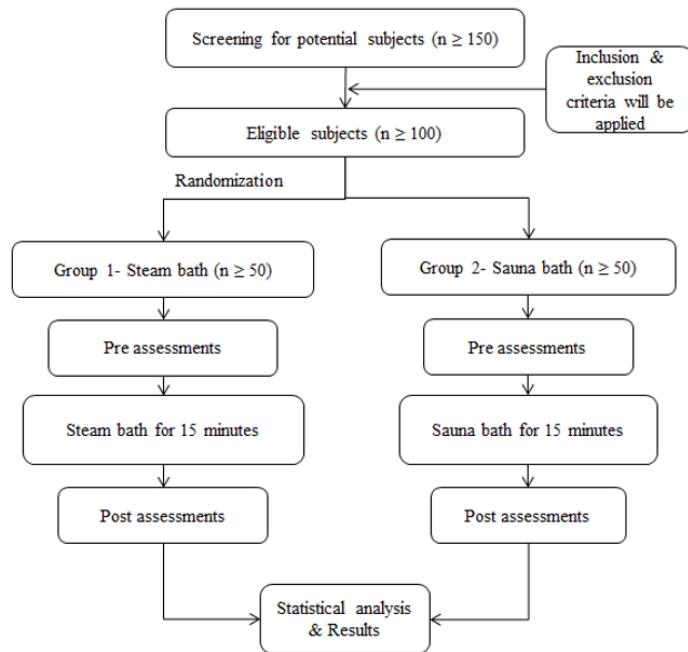 Screening for potential subjects (n ≥ 150)
Inclusion &
exclusion
criteria will be
applied
Eligible subjects (n ≥ 100)
Randomization
Group 1- Steam bath (n ≥ 50)
Group 2- Sauna bath (n ≥ 50)
Pre assessments
Pre assessments
Steam bath for 15 minutes
Sauna bath for 15 minutes
Post assessments
Post assessments
Statistical analysis
& Results